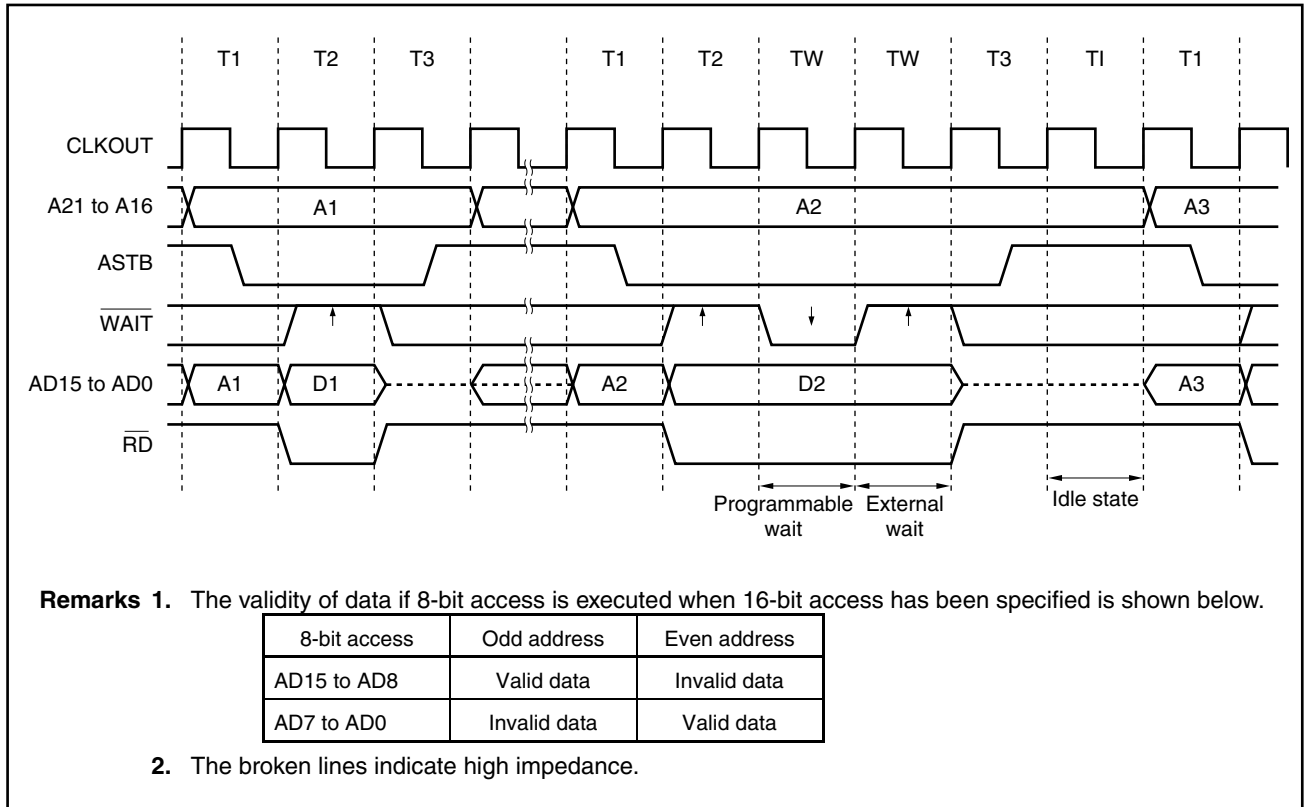 T1 T2 T3 T1 T2 TW TW T3 TI T1
CLKOUT
A21 to A16 A1 A2 A3
ASTB
WAIT
AD15 to AD0 A1 D1 A2 D2 A3
RD
Programmable wait
External wait
Idle state
Remarks 1. The validity of data if 8-bit access is executed when 16-bit access has been specified is shown below.
8-bit access Odd address Even address
AD15 to AD8 Valid data Invalid data
AD7 to AD0 Invalid data Valid data
2. The broken lines indicate high impedance.